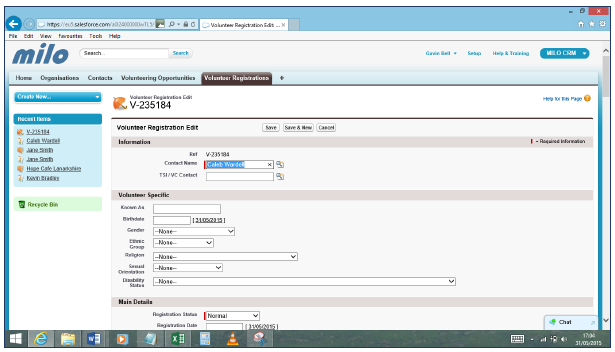 https://eu5.salesforce.com
Volunteer Registration Edit ...
File Edit View Favourites Tools Help
milo
Search...
Search
Gavin Bell
Setup
Help & Training
MILO CRM
Home
Organisations
Contacts
Volunteering Opportunities
Volunteer Registrations
+
Create New...
Volunteer Registration Edit
V-235184
Help for this Page
Recent Items
V-235184
Caleb Wardell
Jane Smith
Jane Smith
Hope Cafe Lanarkshire
Kevin Bradley
Recycle Bin
Volunteer Registration Edit
Save
Save & New
Cancel
Information
= Required Information
Ref V-235184
Contact Name Caleb Wardell
TSI / VC Contact
Volunteer Specific
Known As
Birthdate [ 31/05/2015 ]
Gender --None--
Ethnic Group --None--
Religion --None--
Sexual Orientation --None--
Disability Status --None--
Main Details
Registration Status Normal
Registration Date [ 31/05/2015 ]
Chat
17:04
31/05/2015